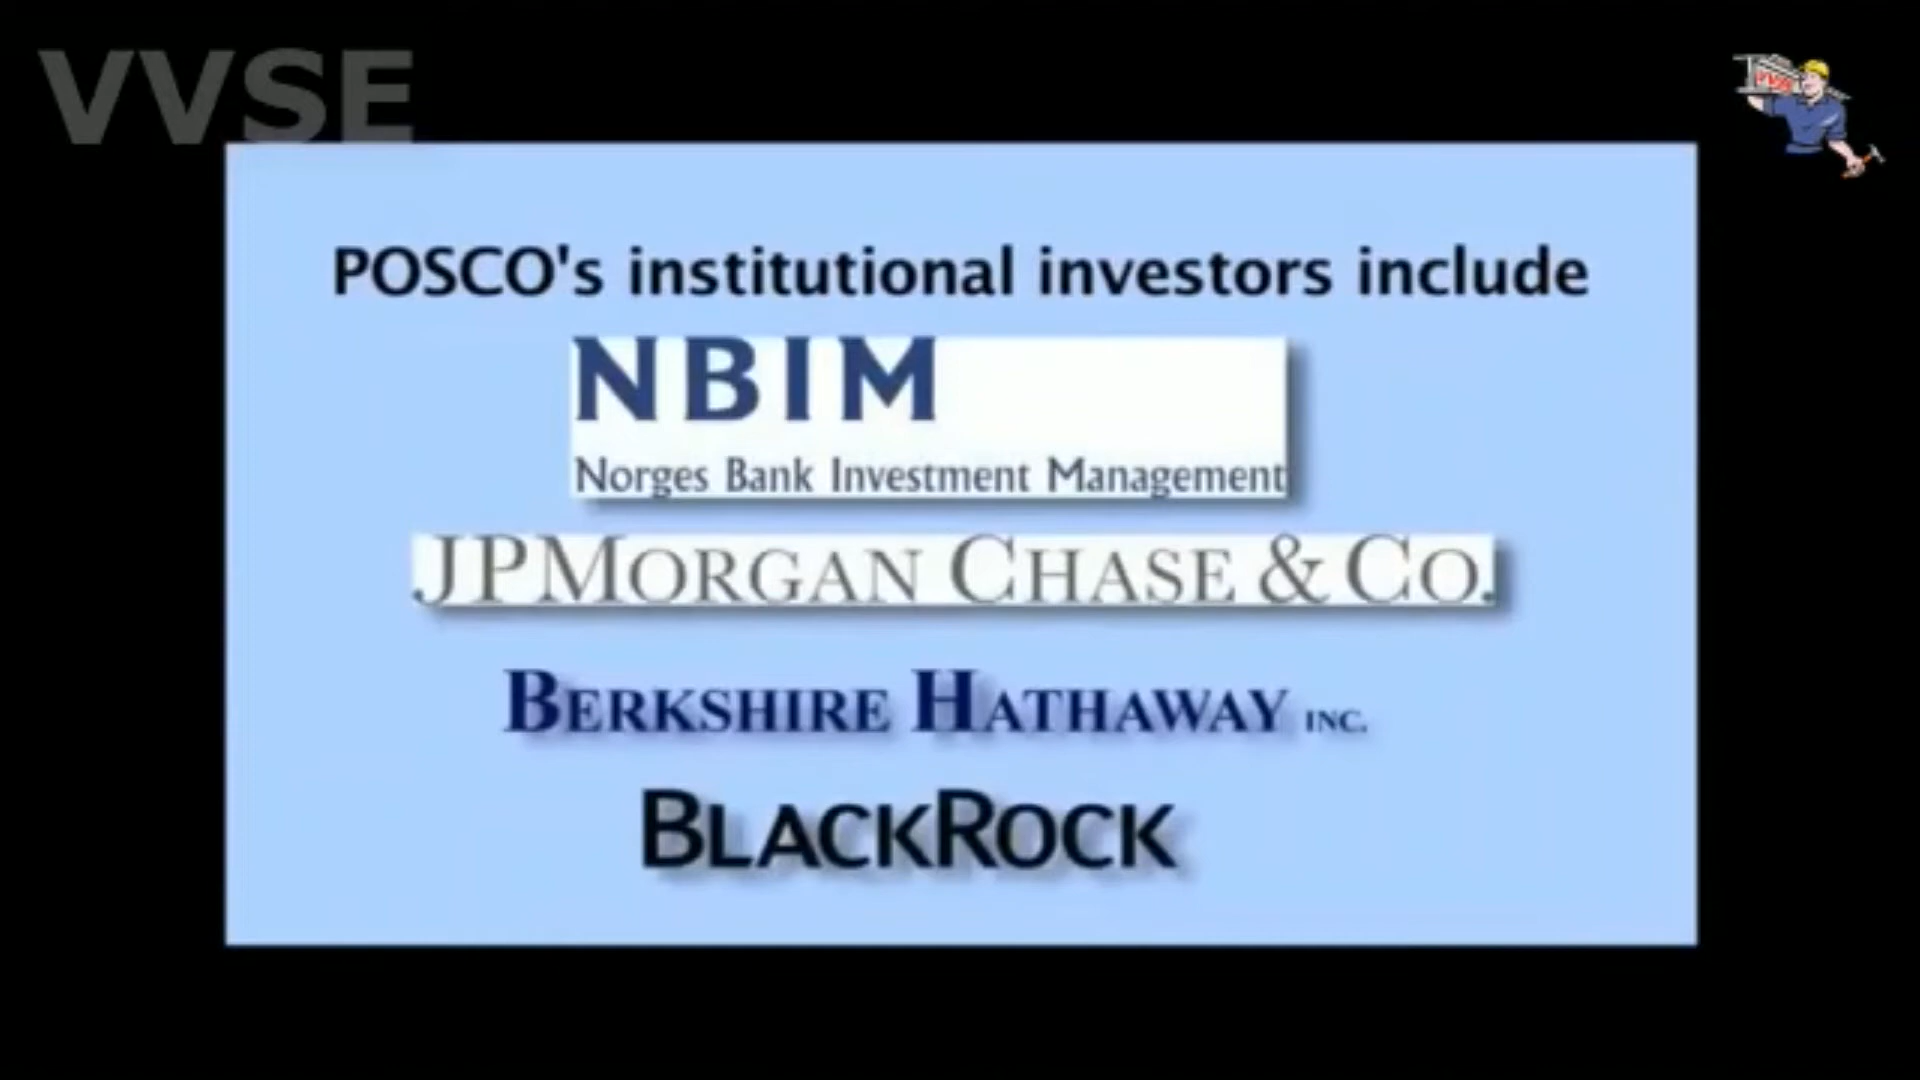 VVSE
POSCO's institutional investors include
NBIM
Norges Bank Investment Management
JPMORGAN CHASE & CO.
BERKSHIRE HATHAWAY INC.
BLACKROCK